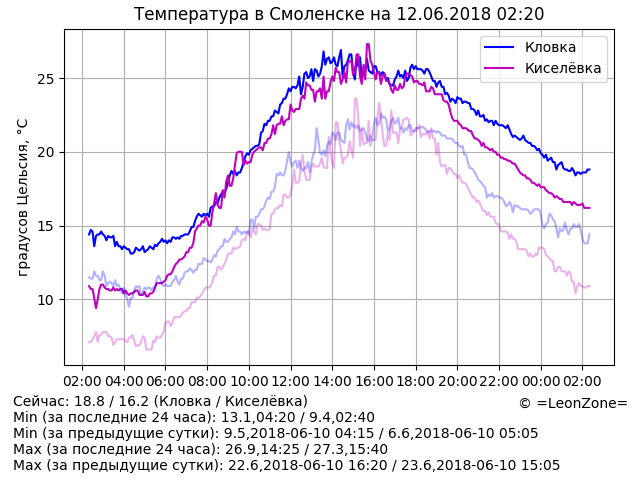 Температура в Смоленске на 12.06.2018 02:20
Кловка
Киселёвка
градусов Цельсия, °C
25
20
15
10
02:00 04:00 06:00 08:00 10:00 12:00 14:00 16:00 18:00 20:00 22:00 00:00 02:00
Сейчас: 18.8 / 16.2 (Кловка / Киселёвка)
© =LeonZone=
Min (за последние 24 часа): 13.1,04:20 / 9.4,02:40
Min (за предыдущие сутки): 9.5,2018-06-10 04:15 / 6.6,2018-06-10 05:05
Max (за последние 24 часа): 26.9,14:25 / 27.3,15:40
Max (за предыдущие сутки): 22.6,2018-06-10 16:20 / 23.6,2018-06-10 15:05